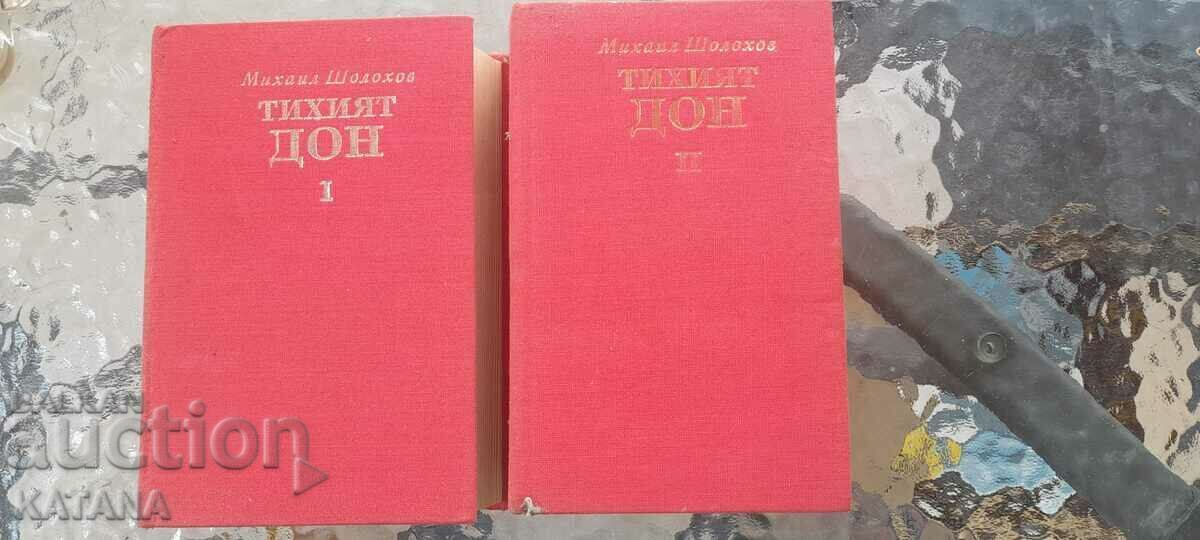 Михаил Шолохов
ТИХИЯТ
ДОН
I
Михаил Шолохов
ТИХИЯТ
ДОН
II
BALKAN
auction
KATANA